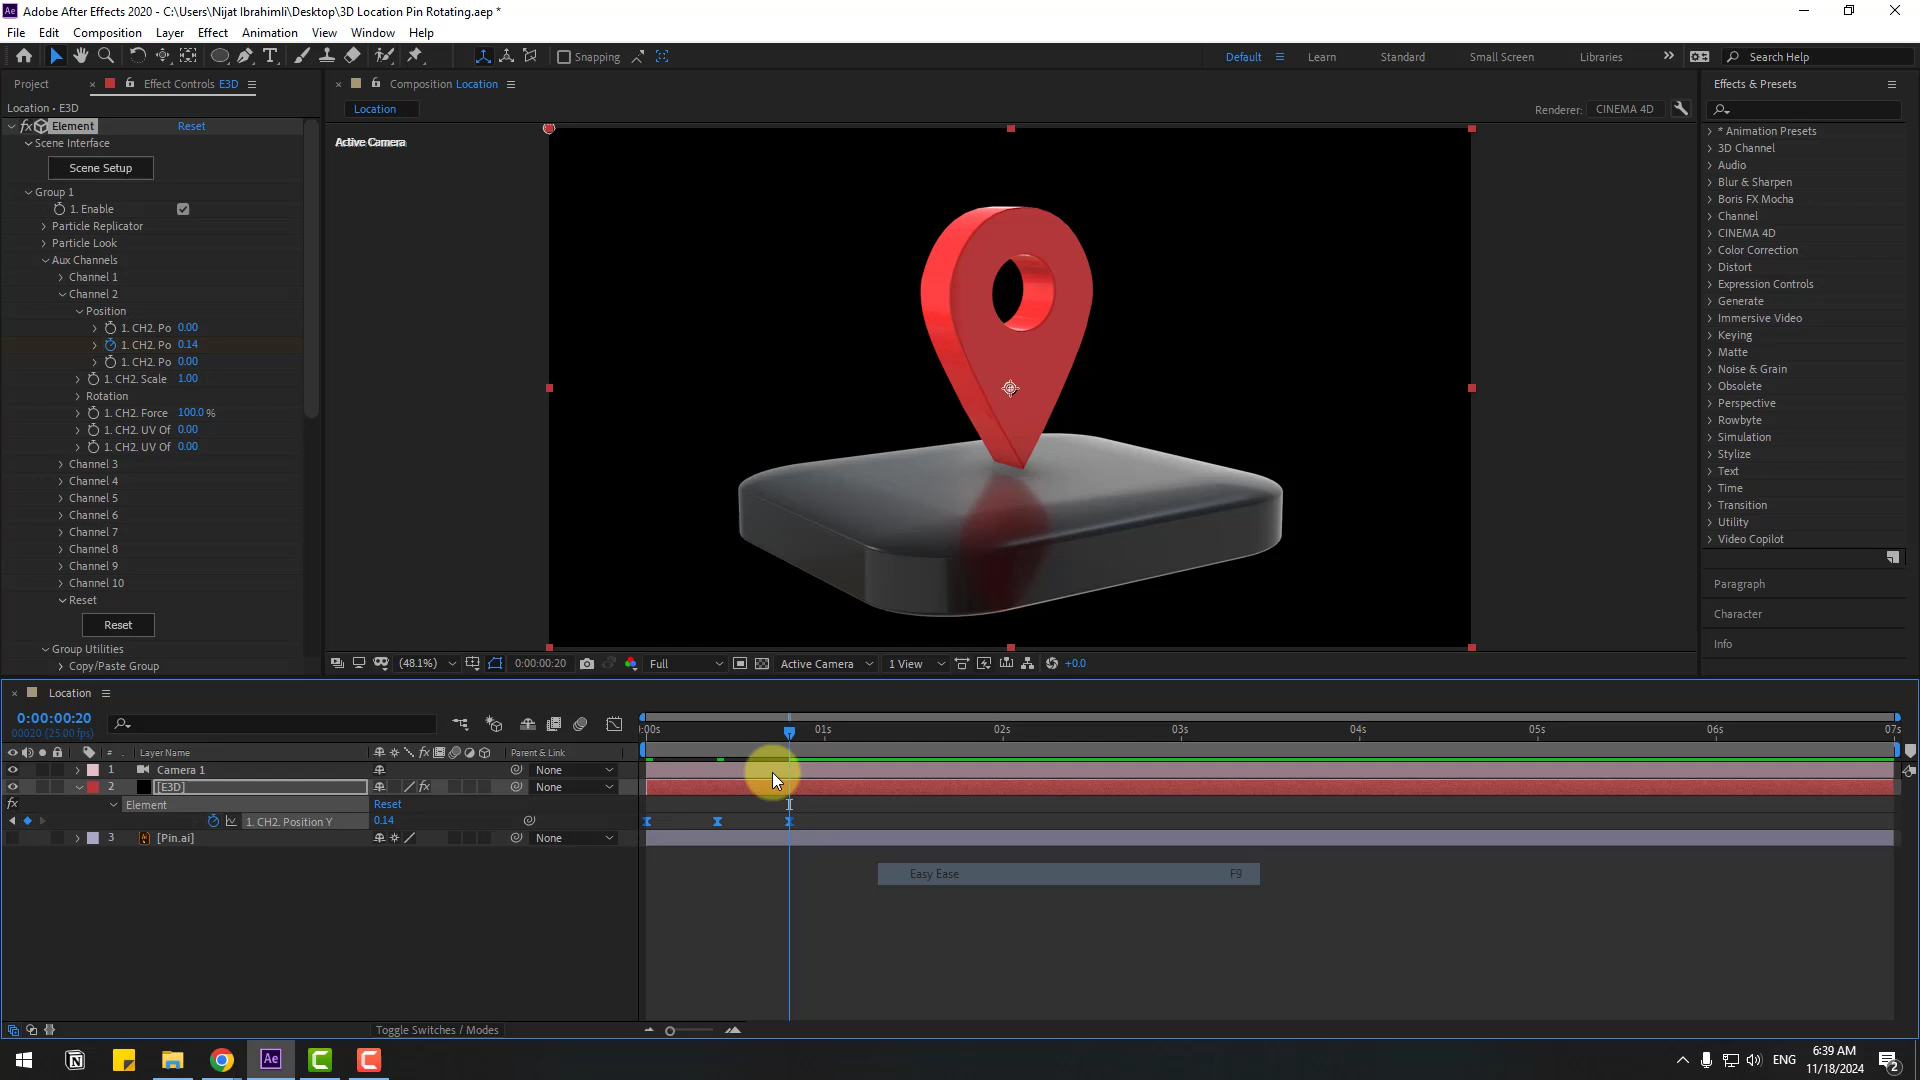 Adobe After Effects 2020 - C:\Users\Nijat Ibrahimli\Desktop\3D Location Pin Rotating.aep *
File Edit Composition Layer Effect Animation View Window Help
Snapping
Default Learn Standard Small Screen Libraries Search Help
Project Effect Controls E3D
Location • E3D
fx Element Reset
Scene Interface
Scene Setup
Group 1
1. Enable
Particle Replicator
Particle Look
Aux Channels
Channel 1
Channel 2
Position
1. CH2. Po 0.00
1. CH2. Po 0.14
1. CH2. Po 0.00
1. CH2. Scale 1.00
Rotation
1. CH2. Force 100.0 %
1. CH2. UV Of 0.00
1. CH2. UV Of 0.00
Channel 3
Channel 4
Channel 5
Channel 6
Channel 7
Channel 8
Channel 9
Channel 10
Reset
Reset
Group Utilities
Copy/Paste Group
Composition Location
Location
Renderer: CINEMA 4D
Active Camera
(48.1%) 0:00:00:20 Full Active Camera 1 View +0.0
Effects & Presets
* Animation Presets
3D Channel
Audio
Blur & Sharpen
Boris FX Mocha
Channel
CINEMA 4D
Color Correction
Distort
Expression Controls
Generate
Immersive Video
Keying
Matte
Noise & Grain
Obsolete
Perspective
Rowbyte
Simulation
Stylize
Text
Time
Transition
Utility
Video Copilot
Paragraph
Character
Info
Location
0:00:00:20
00020 (25.00 fps)
:00s 01s 02s 03s 04s 05s 06s 07s
# Layer Name Parent & Link
1 Camera 1 None
2 [E3D] None
fx Element Reset
1. CH2. Position Y 0.14
3 [Pin.ai] None
Easy Ease F9
Toggle Switches / Modes
Ae ENG 6:39 AM
11/18/2024 2